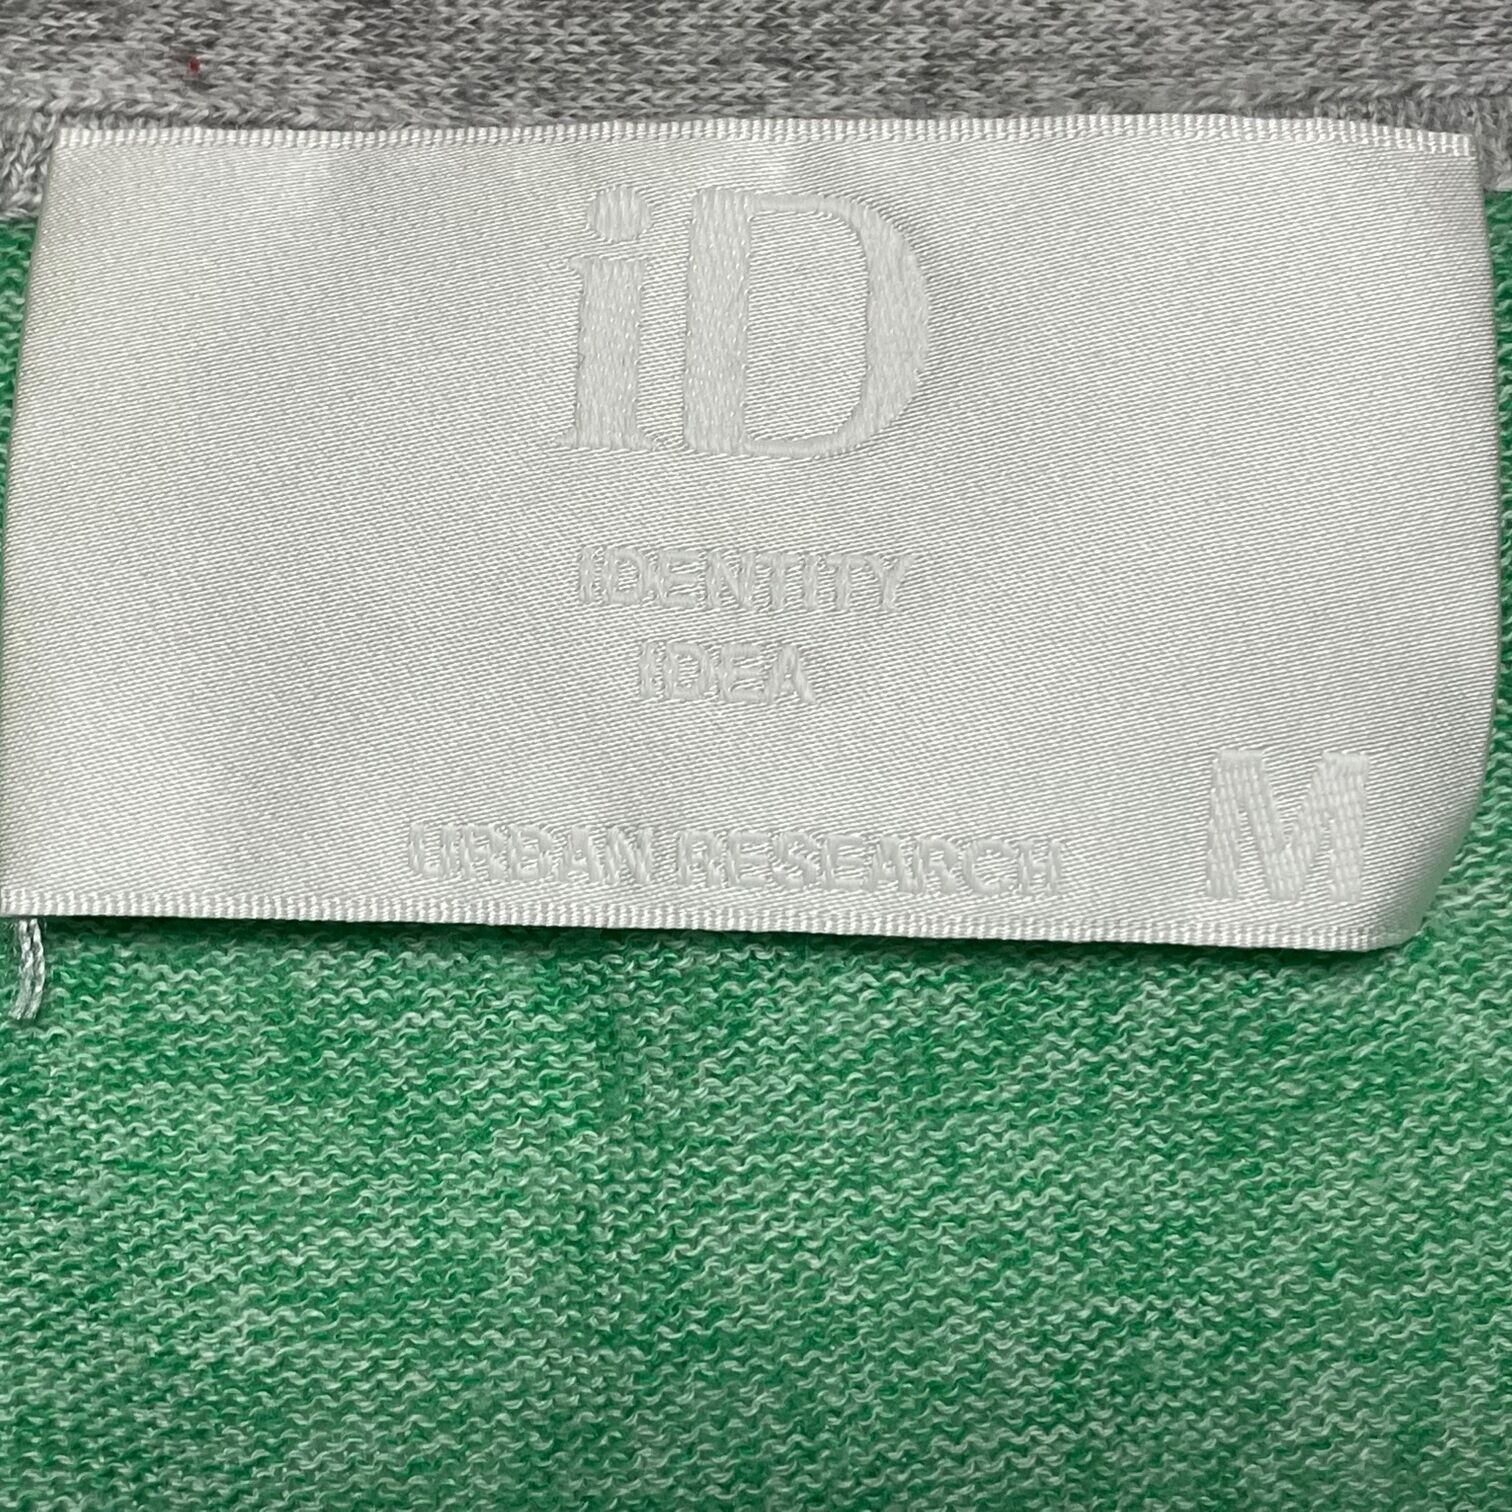 iD
IDENTITY
IDEA
URBAN RESEARCH
M